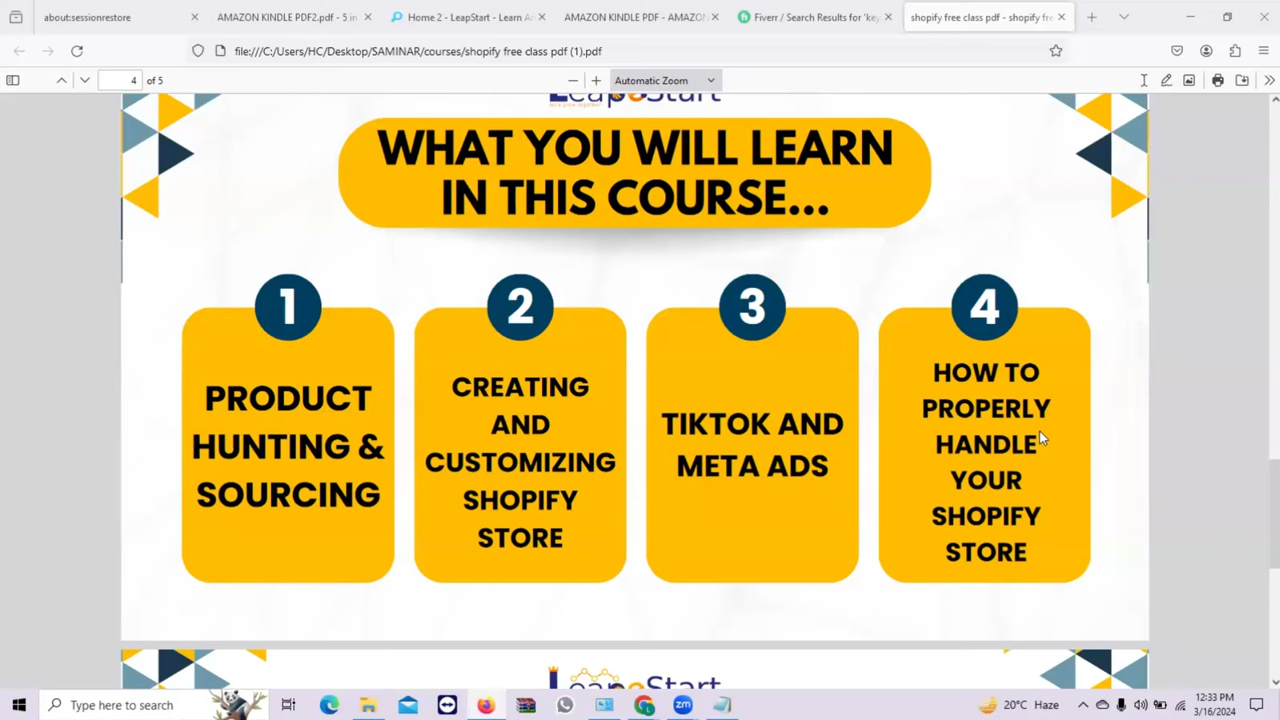 about:sessionrestore
AMAZON KINDLE PDF2.pdf - 5 in
Home 2 - LeapStart - Learn A
AMAZON KINDLE PDF - AMAZON
Fiverr / Search Results for 'key
shopify free class pdf - shopify fre
file:///C:/Users/HC/Desktop/SAMINAR/courses/shopify free class pdf (1).pdf
4 of 5
Automatic Zoom
WHAT YOU WILL LEARN
IN THIS COURSE...
1
PRODUCT
HUNTING &
SOURCING
2
CREATING
AND
CUSTOMIZING
SHOPIFY
STORE
3
TIKTOK AND
META ADS
4
HOW TO
PROPERLY
HANDLE
YOUR
SHOPIFY
STORE
Type here to search
20°C Haze
12:33 PM
3/16/2024